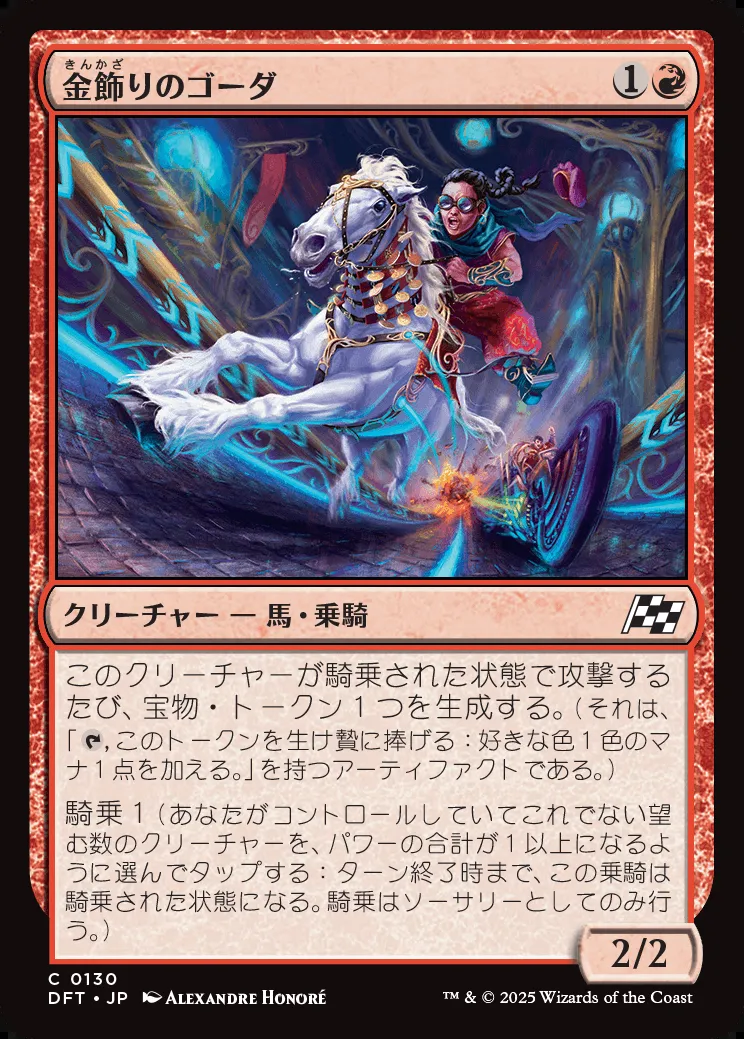 きんかざ
金飾りのゴーダ
1
クリーチャー — 馬・乗騎
このクリーチャーが騎乗された状態で攻撃する
たび、宝物・トークン1つを生成する。(それは、
「, このトークンを生け贄に捧げる:好きな色1色のマ
ナ1点を加える。」を持つアーティファクトである。)
騎乗 1 (あなたがコントロールしていてこれでない望
む数のクリーチャーを、パワーの合計が1以上になるよ
うに選んでタップする:ターン終了時まで、この乗騎は
騎乗された状態になる。騎乗はソーサリーとしてのみ行
う。)
2/2
C 0130
DFT • JP Alexandre Honoré
™ & © 2025 Wizards of the Coast